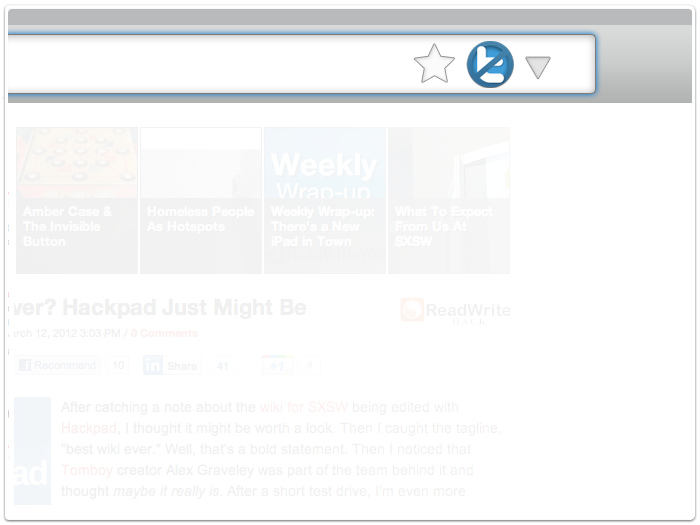 Weekly
Wrap-up
Amber Case &
The Invisible
Button
Homeless People
As Hotspots
Weekly Wrap-up:
There's a New
iPad in Town
What To Expect
From Us At
SXSW
ver? Hackpad Just Might Be
arch 12, 2012 3:03 PM / 0 Comments
ReadWrite
HACK
Recommend 10 in Share 41 +1
After catching a note about the wiki for SXSW being edited with
Hackpad, I thought it might be worth a look. Then I caught the tagline,
"best wiki ever." Well, that's a bold statement. Then I noticed that
Tomboy creator Alex Graveley was part of the team behind it and
thought maybe it really is. After a short test drive, I'm even more
ad